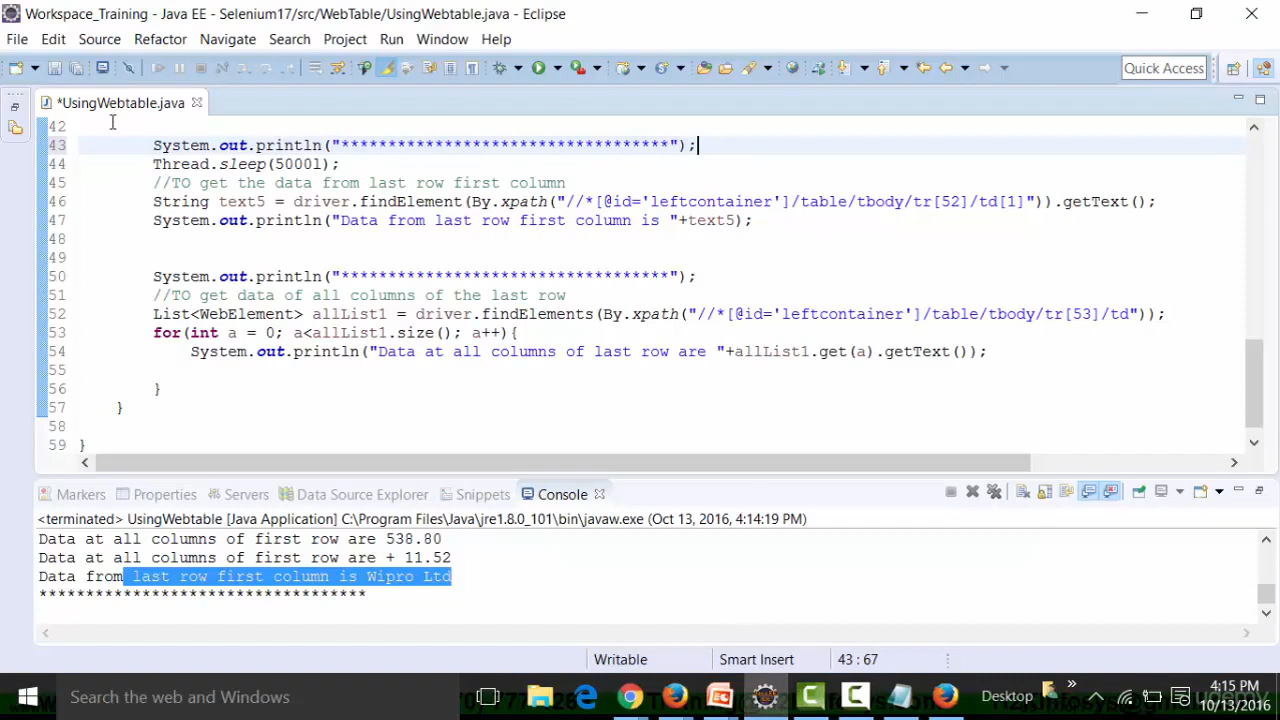 Workspace_Training - Java EE - Selenium17/src/WebTable/UsingWebtable.java - Eclipse
File Edit Source Refactor Navigate Search Project Run Window Help
Quick Access
*UsingWebtable.java
42
43 System.out.println("***********************************");
44 Thread.sleep(5000l);
45 //TO get the data from last row first column
46 String text5 = driver.findElement(By.xpath("//*[@id='leftcontainer']/table/tbody/tr[52]/td[1]")).getText();
47 System.out.println("Data from last row first column is "+text5);
48
49
50 System.out.println("***********************************");
51 //TO get data of all columns of the last row
52 List<WebElement> allList1 = driver.findElements(By.xpath("//*[@id='leftcontainer']/table/tbody/tr[53]/td"));
53 for(int a = 0; a<allList1.size(); a++){
54 System.out.println("Data at all columns of last row are "+allList1.get(a).getText());
55
56 }
57 }
58
59 }
Markers Properties Servers Data Source Explorer Snippets Console
<terminated> UsingWebtable [Java Application] C:\Program Files\Java\jre1.8.0_101\bin\javaw.exe (Oct 13, 2016, 4:14:19 PM)
Data at all columns of first row are 538.80
Data at all columns of first row are + 11.52
Data from last row first column is Wipro Ltd
***********************************
Writable Smart Insert 43 : 67
Search the web and Windows
Desktop
4:15 PM
10/13/2016